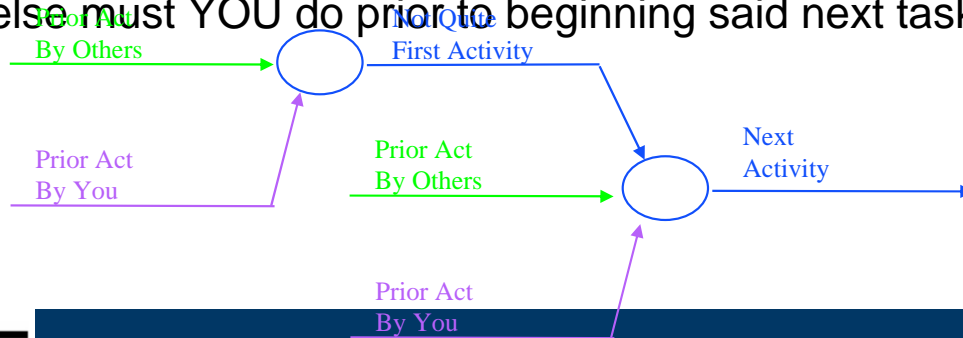 else must YOU do prior to beginning said next task
Prior Act
By Others
Not Quite
First Activity
Prior Act
By You
Prior Act
By Others
Next
Activity
Prior Act
By You